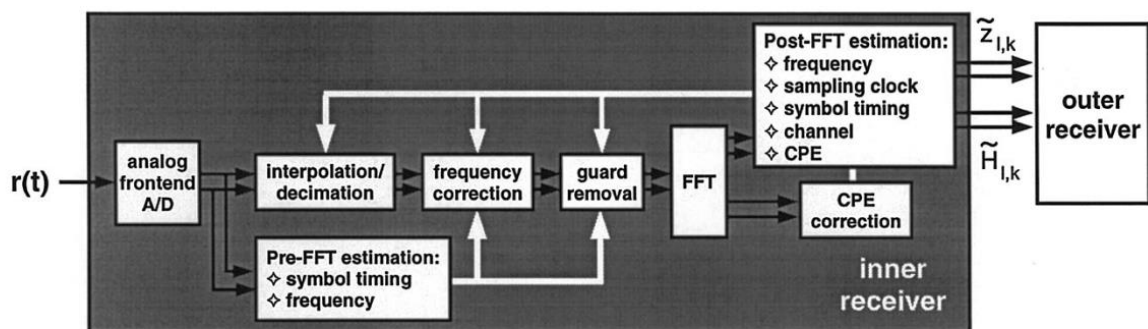 r(t)
analog
frontend
A/D
interpolation/
decimation
frequency
correction
guard
removal
FFT
Pre-FFT estimation:
✧ symbol timing
✧ frequency
Post-FFT estimation:
✧ frequency
✧ sampling clock
✧ symbol timing
✧ channel
✧ CPE
CPE
correction
inner
receiver
z̃l,k
H̃l,k
outer
receiver